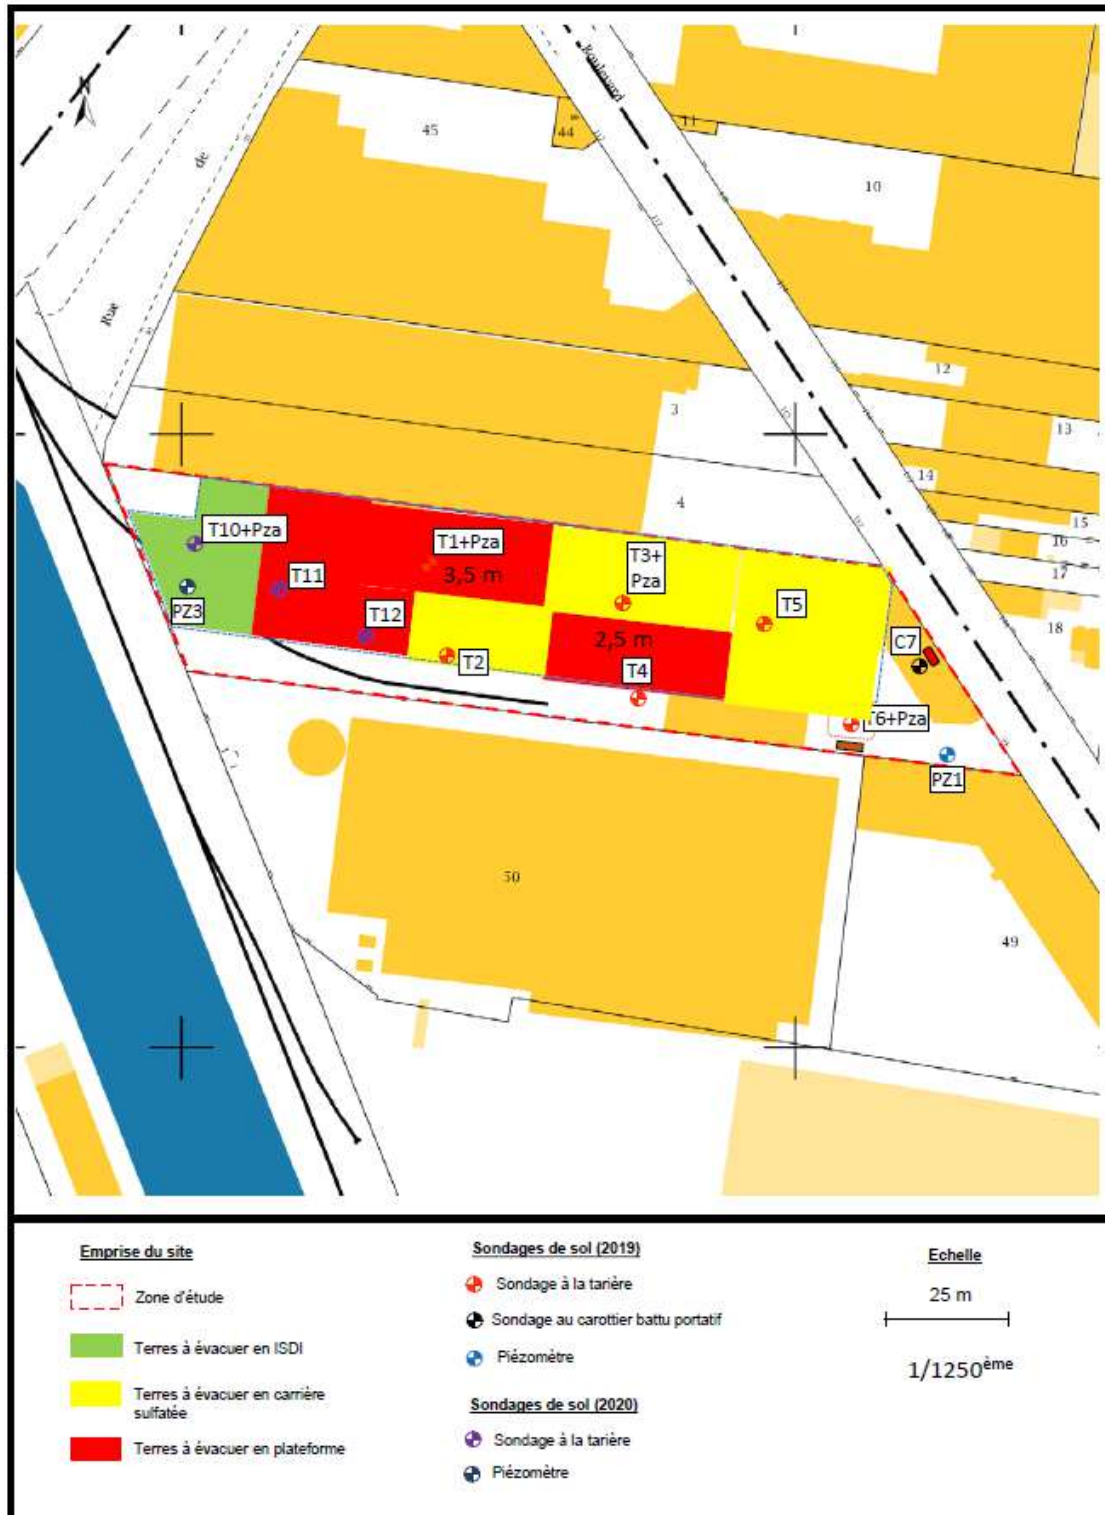 N
Boulevard
45
44
11
de
10
Rue
12
3
13
14
4
15
16
17
18
T10+Pza
T1+Pza
3,5 m
T3+
Pza
T11
T5
PZ3
T12
2,5 m
C7
T2
T4
T6+Pza
PZ1
50
49
Emprise du site
Zone d'étude
Terres à évacuer en ISDI
Terres à évacuer en carrière
sulfatée
Terres à évacuer en plateforme
Sondages de sol (2019)
Sondage à la tarière
Sondage au carottier battu portatif
Piézomètre
Sondages de sol (2020)
Sondage à la tarière
Piézomètre
Echelle
25 m
1/1250ème